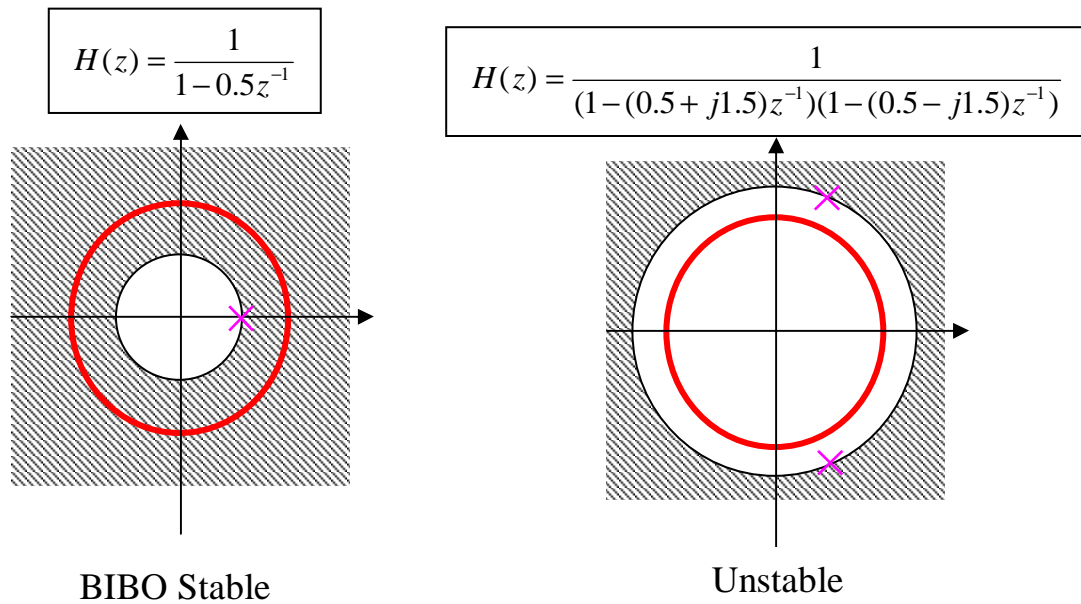 H(z) = 1 / (1 − 0.5z⁻¹)
H(z) = 1 / ((1 − (0.5 + j1.5)z⁻¹)(1 − (0.5 − j1.5)z⁻¹))
BIBO Stable
Unstable